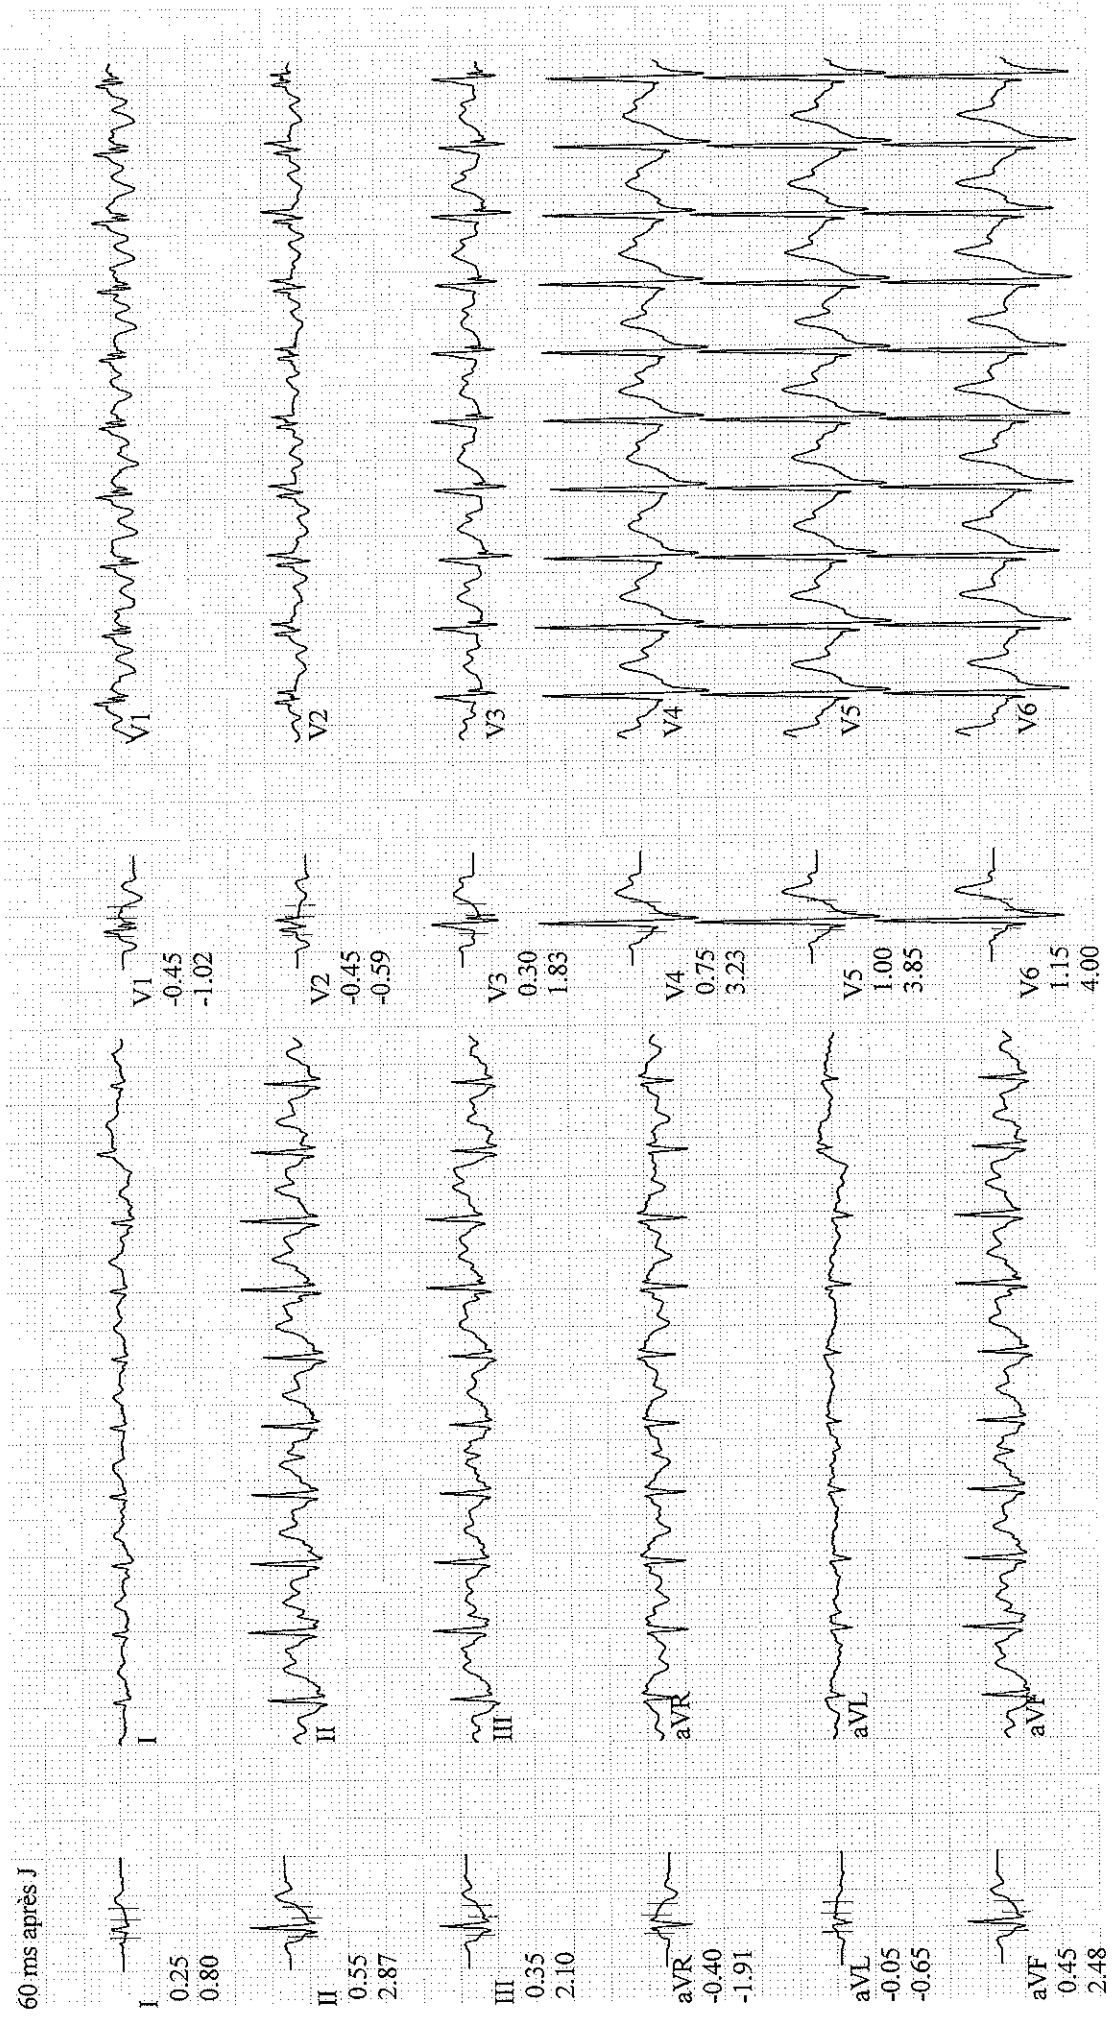 60 ms après J
I
0.25
0.80
II
0.55
2.87
III
0.35
2.10
aVR
-0.40
-1.91
aVL
-0.05
-0.65
aVF
0.45
2.48
I
II
III
aVR
aVL
aVF
V1
-0.45
-1.02
V2
-0.45
-0.59
V3
0.30
1.83
V4
0.75
3.23
V5
1.00
3.85
V6
1.15
4.00
V1
V2
V3
V4
V5
V6